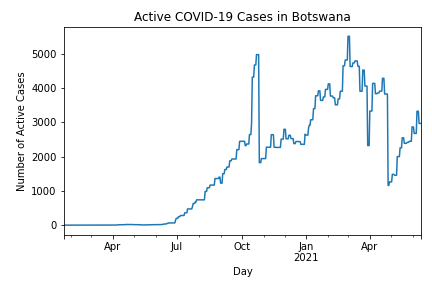 Active COVID-19 Cases in Botswana
Number of Active Cases
5000
4000
3000
2000
1000
0
Apr
Jul
Oct
Jan
2021
Apr
Day